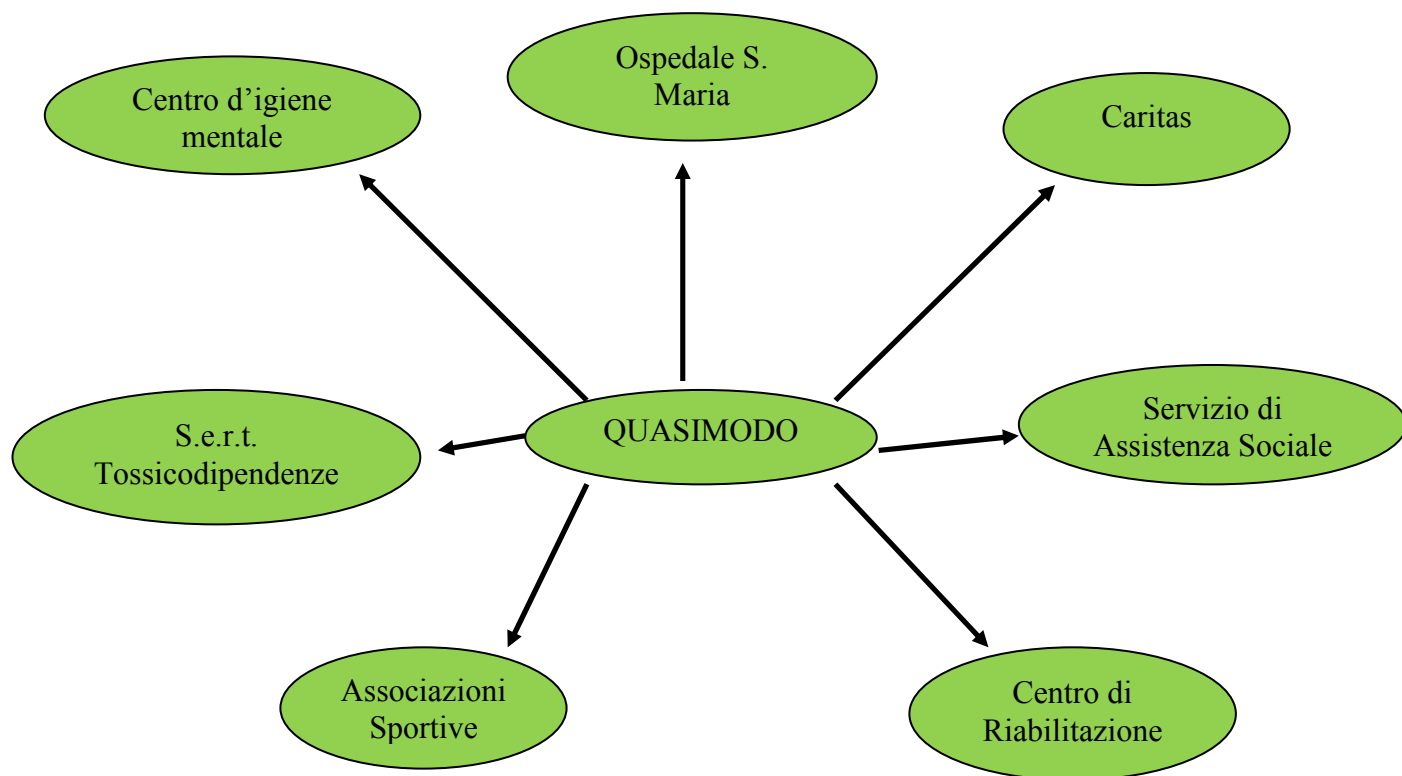 Ospedale S.
Maria
Centro d’igiene
mentale
Caritas
QUASIMODO
Servizio di
Assistenza Sociale
S.e.r.t.
Tossicodipendenze
Associazioni
Sportive
Centro di
Riabilitazione